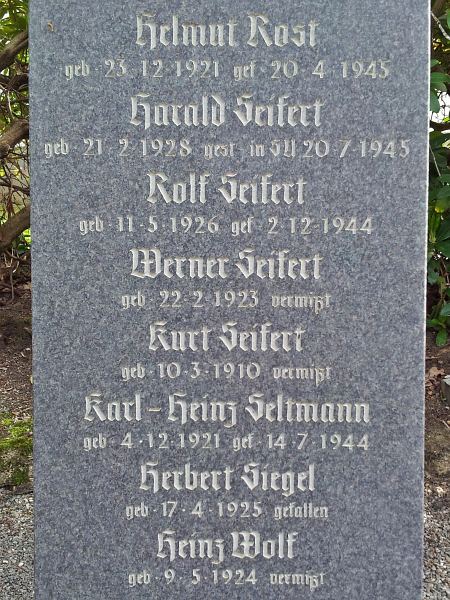 Helmut Rost
geb · 23 · 12 · 1921 gef · 20 · 4 · 1945
Harald Seifert
geb · 21 · 2 · 1928 gest · in SU 20 · 7 · 1945
Rolf Seifert
geb · 11 · 5 · 1926 gef · 2 · 12 · 1944
Werner Seifert
geb · 22 · 2 · 1923 vermißt
Kurt Seifert
geb · 10 · 3 · 1910 vermißt
Karl-Heinz Seltmann
geb · 4 · 12 · 1921 gef · 14 · 7 · 1944
Herbert Siegel
geb · 17 · 4 · 1925 gefallen
Heinz Wolf
geb · 9 · 5 · 1924 vermißt